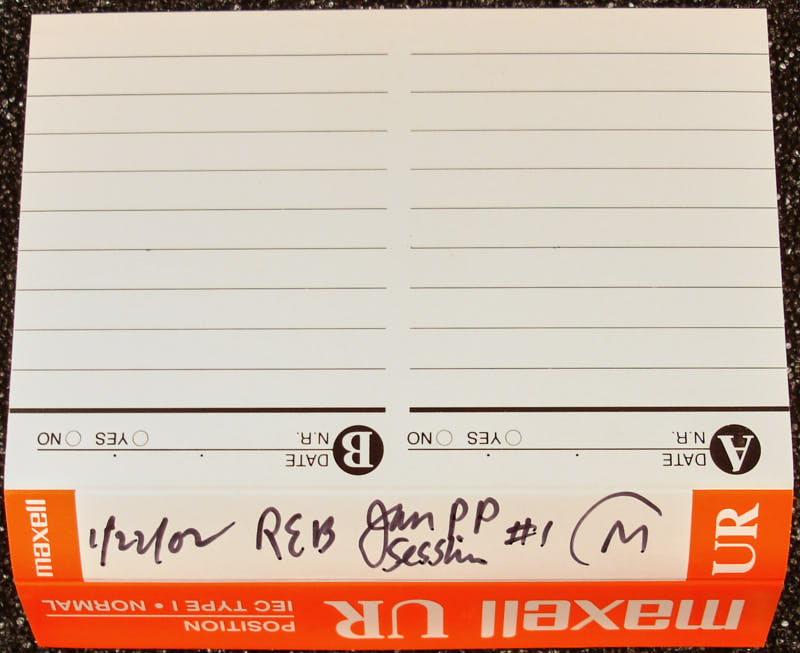 A DATE
N.R. YES NO
B DATE
N.R. YES NO
maxell
1/22/02 REB Jan PP Session #1 M
UR
maxell UR
POSITION
IEC TYPE I • NORMAL